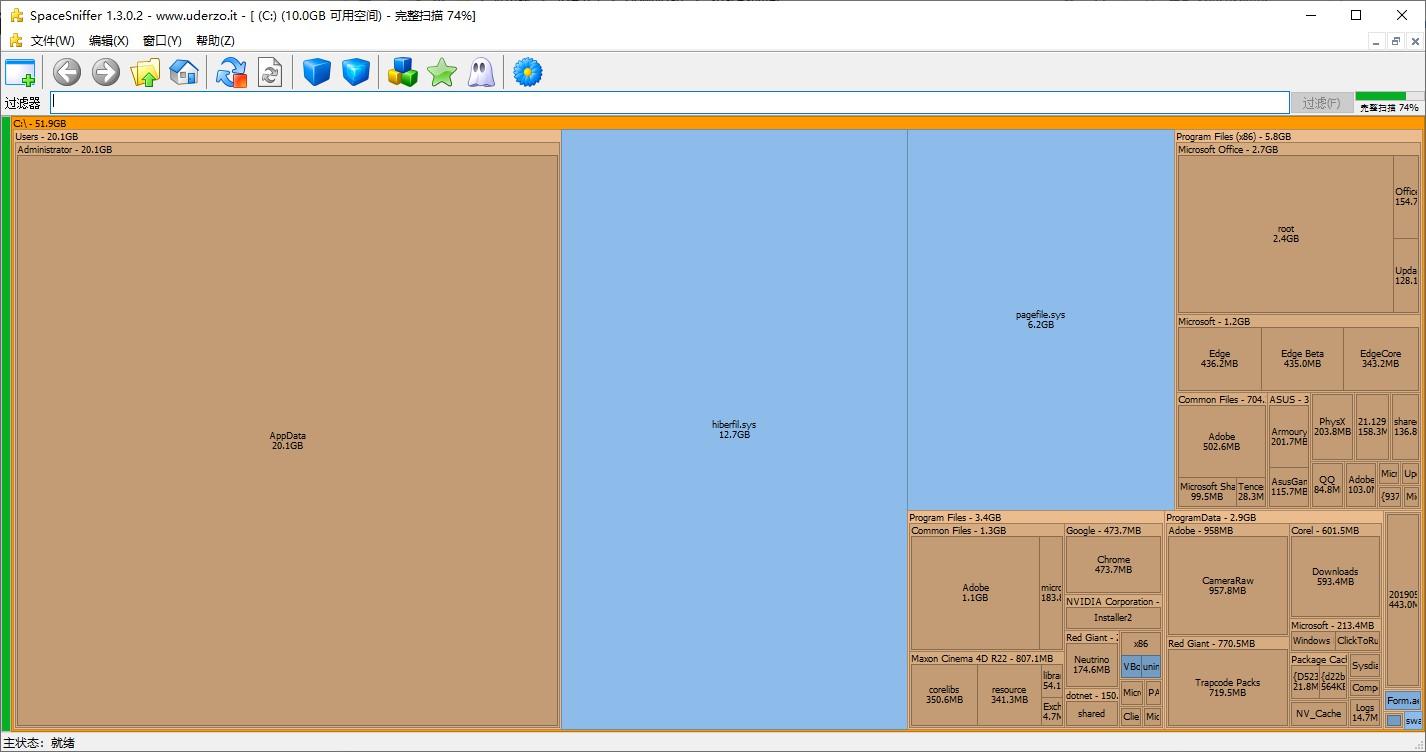 SpaceSniffer 1.3.0.2 - www.uderzo.it - [ (C:) (10.0GB 可用空间) - 完整扫描 74%]
文件(W) 编辑(X) 窗口(Y) 帮助(Z)
过滤器
过滤(F)
完整扫描 74%
C:\ - 51.9GB
Users - 20.1GB
Administrator - 20.1GB
AppData
20.1GB
hiberfil.sys
12.7GB
pagefile.sys
6.2GB
Program Files (x86) - 5.8GB
Microsoft Office - 2.7GB
root
2.4GB
Office
154.7
Upda
128.1
Microsoft - 1.2GB
Edge
436.2MB
Edge Beta
435.0MB
EdgeCore
343.2MB
Common Files - 704.
Adobe
502.6MB
Microsoft Sha
99.5MB
Tence
28.3M
ASUS - 3
Armoury
201.7MB
AsusGan
115.7MB
PhysX
203.8MB
21.129
158.3M
share
136.8
QQ
84.8M
Adobe
103.0
Micr
Up
{937
Mi
Program Files - 3.4GB
Common Files - 1.3GB
Adobe
1.1GB
micro
183.8
Maxon Cinema 4D R22 - 807.1MB
corelibs
350.6MB
resource
341.3MB
librar
54.1
Exch
4.7M
Google - 473.7MB
Chrome
473.7MB
NVIDIA Corporation -
Installer2
Red Giant - 2
Neutrino
174.6MB
dotnet - 150.
shared
x86
VBo
unin
Micr
PA
Clie
Mic
ProgramData - 2.9GB
Adobe - 958MB
CameraRaw
957.8MB
Red Giant - 770.5MB
Trapcode Packs
719.5MB
Corel - 601.5MB
Downloads
593.4MB
Microsoft - 213.4MB
Windows
ClickToRu
Package Cach
{D523
21.8M
{d22b
564KB
NV_Cache
Sysdia
Comp
Logs
14.7M
201905
443.0M
Form.ae
swa
主状态: 就绪